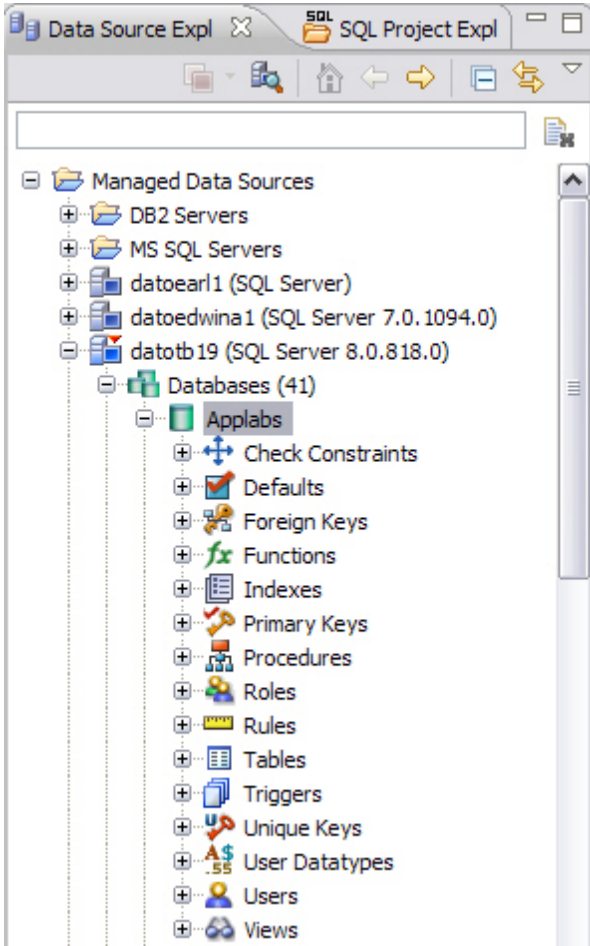 Data Source Expl SQL SQL Project Expl
Managed Data Sources
DB2 Servers
MS SQL Servers
datoearl1 (SQL Server)
datoedwina1 (SQL Server 7.0.1094.0)
datotb19 (SQL Server 8.0.818.0)
Databases (41)
Applabs
Check Constraints
Defaults
Foreign Keys
fx Functions
Indexes
Primary Keys
Procedures
Roles
Rules
Tables
Triggers
U Unique Keys
A$ .55 User Datatypes
Users
Views